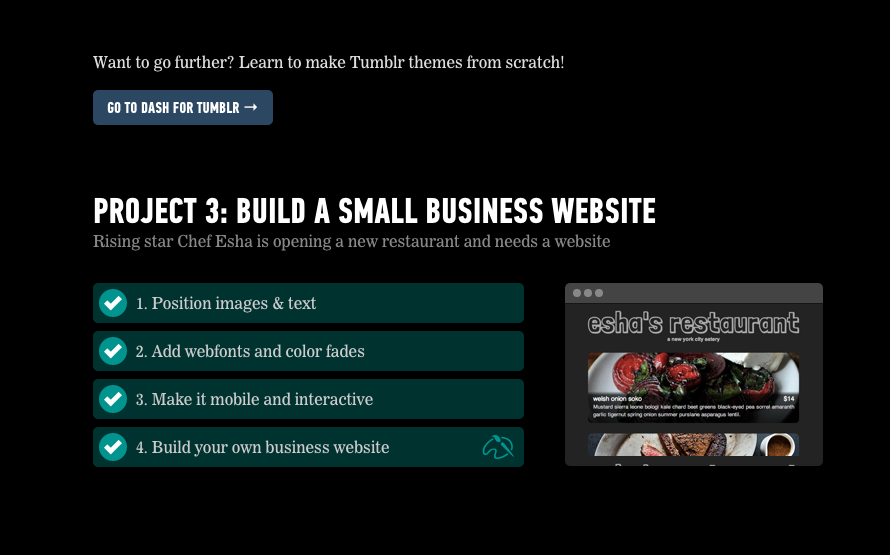 Want to go further? Learn to make Tumblr themes from scratch!
GO TO DASH FOR TUMBLR →
PROJECT 3: BUILD A SMALL BUSINESS WEBSITE
Rising star Chef Esha is opening a new restaurant and needs a website
1. Position images & text
2. Add webfonts and color fades
3. Make it mobile and interactive
4. Build your own business website
esha's restaurant
a new york city eatery
welsh onion soko $14
Mustard sierra leone bologi kale chard beet greens black-eyed pea sorrel amaranth
garlic tigernut spring onion summer purslane asparagus lentil.